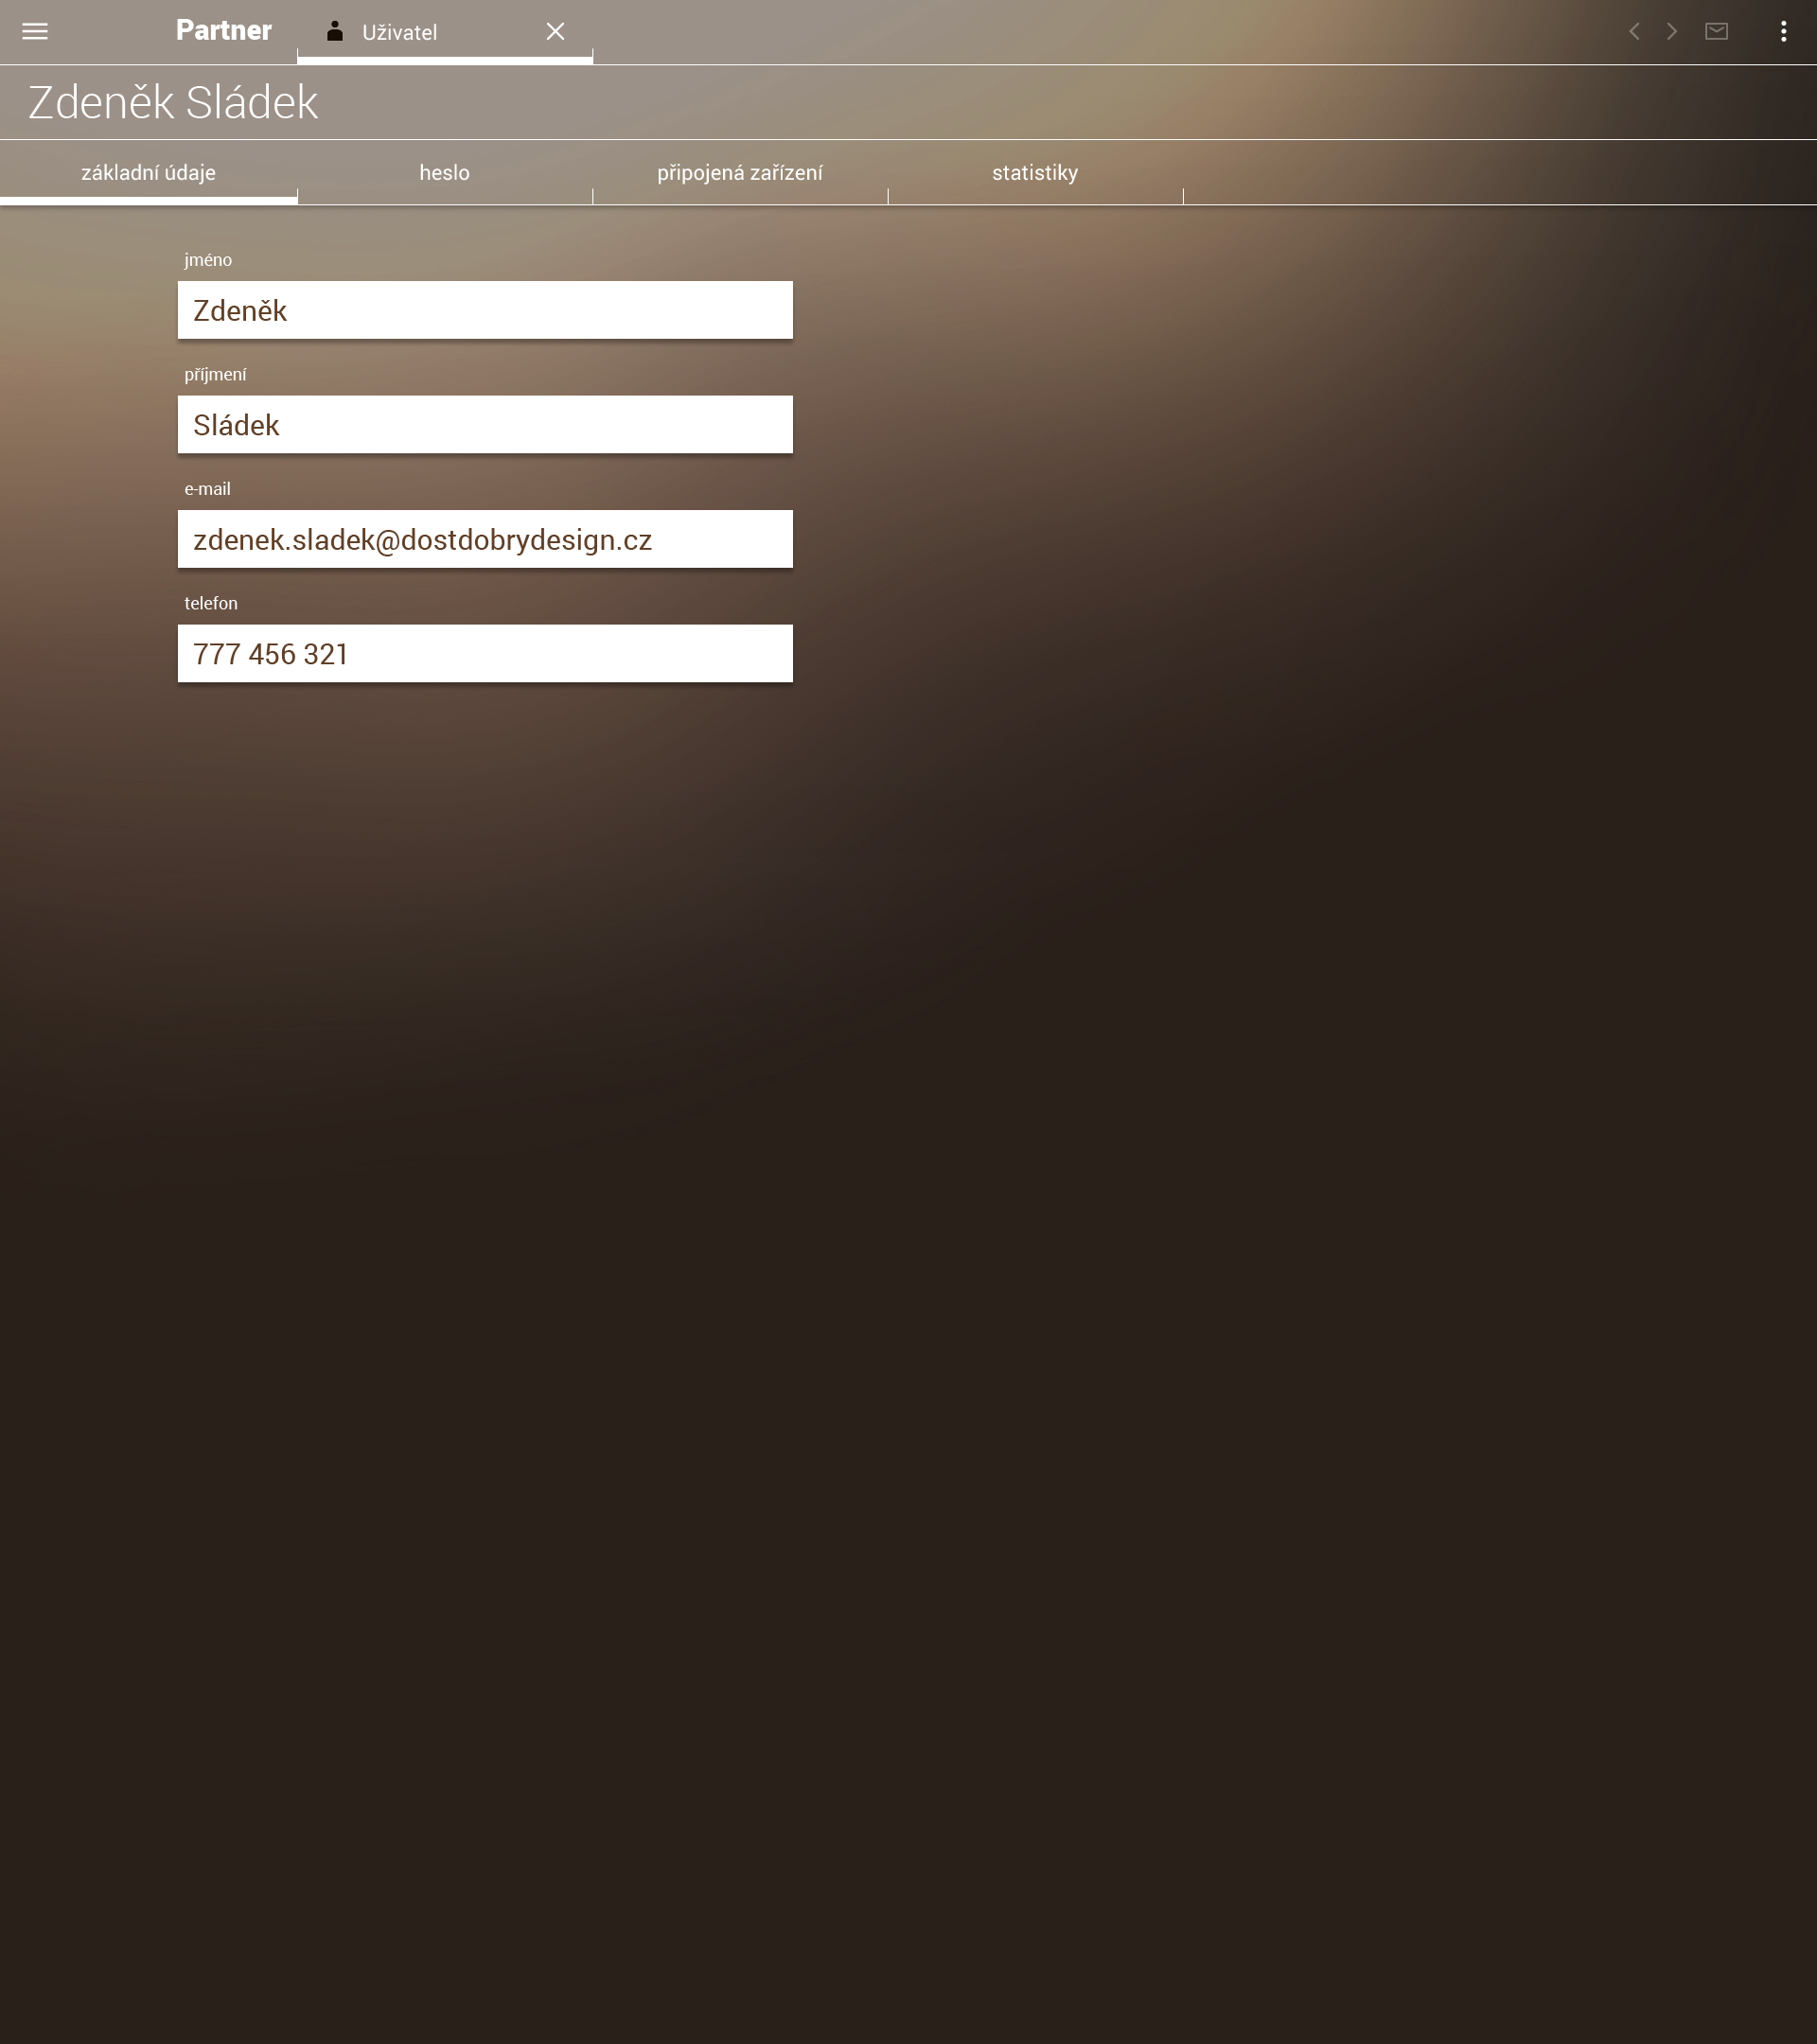 Partner Uživatel
Zdeněk Sládek
základní údaje heslo připojená zařízení statistiky
jméno
Zdeněk
příjmení
Sládek
e-mail
zdenek.sladek@dostdobrydesign.cz
telefon
777 456 321